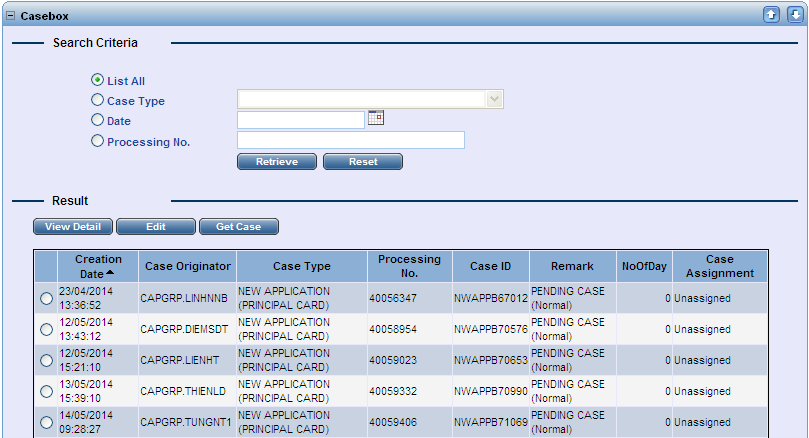 Casebox
Search Criteria
List All
Case Type
Date
Processing No.
Retrieve Reset
Result
View Detail Edit Get Case
Creation Date Case Originator Case Type Processing No. Case ID Remark NoOfDay Case Assignment
23/04/2014 13:36:52 CAPGRP.LINHNNB NEW APPLICATION (PRINCIPAL CARD) 40056347 NWAPPB67012 PENDING CASE (Normal) 0 Unassigned
12/05/2014 13:43:12 CAPGRP.DIEMSDT NEW APPLICATION (PRINCIPAL CARD) 40058954 NWAPPB70576 PENDING CASE (Normal) 0 Unassigned
12/05/2014 15:21:10 CAPGRP.LIENHT NEW APPLICATION (PRINCIPAL CARD) 40059023 NWAPPB70653 PENDING CASE (Normal) 0 Unassigned
13/05/2014 15:39:10 CAPGRP.THIENLD NEW APPLICATION (PRINCIPAL CARD) 40059332 NWAPPB70990 PENDING CASE (Normal) 0 Unassigned
14/05/2014 09:28:27 CAPGRP.TUNGNT1 NEW APPLICATION (PRINCIPAL CARD) 40059406 NWAPPB71069 PENDING CASE (Normal) 0 Unassigned